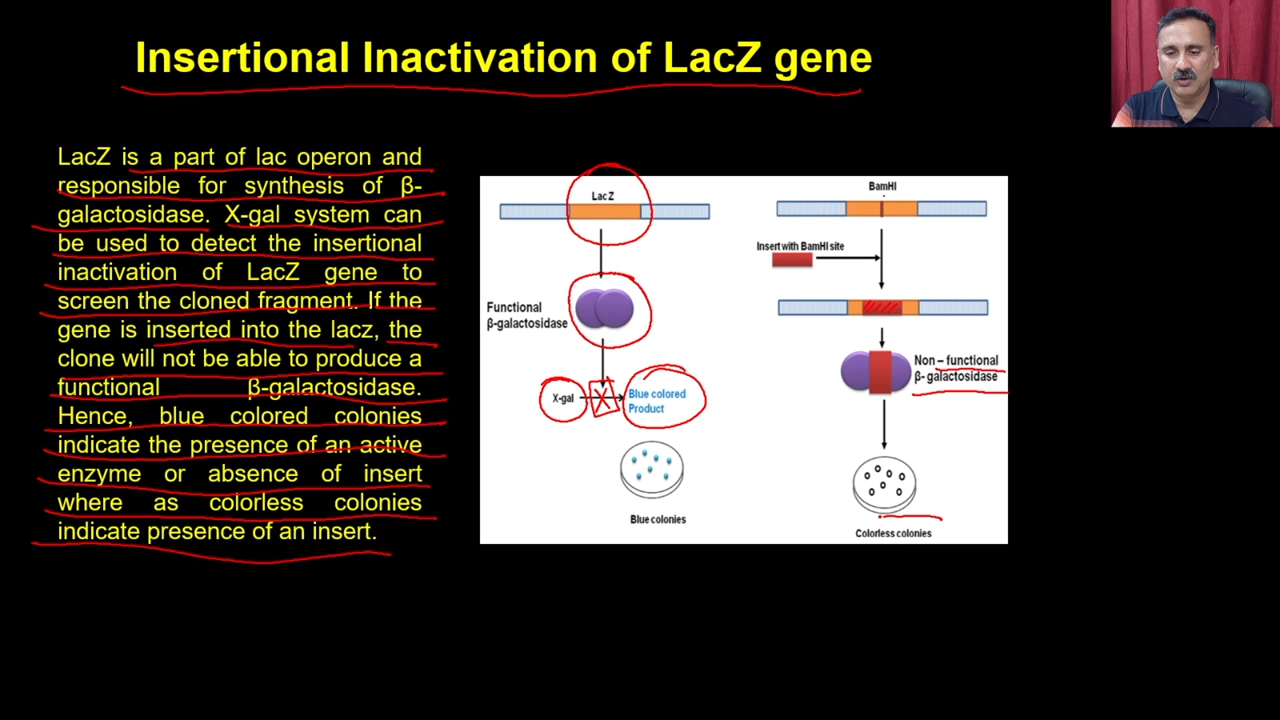 Insertional Inactivation of LacZ gene
LacZ is a part of lac operon and
responsible for synthesis of β-
galactosidase. X-gal system can
be used to detect the insertional
inactivation of LacZ gene to
screen the cloned fragment. If the
gene is inserted into the lacz, the
clone will not be able to produce a
functional β-galactosidase.
Hence, blue colored colonies
indicate the presence of an active
enzyme or absence of insert
where as colorless colonies
indicate presence of an insert.
Lac Z
Functional
β-galactosidase
X-gal
X
Blue colored
Product
Blue colonies
BamHI
Insert with BamHI site
Non – functional
β- galactosidase
Colorless colonies